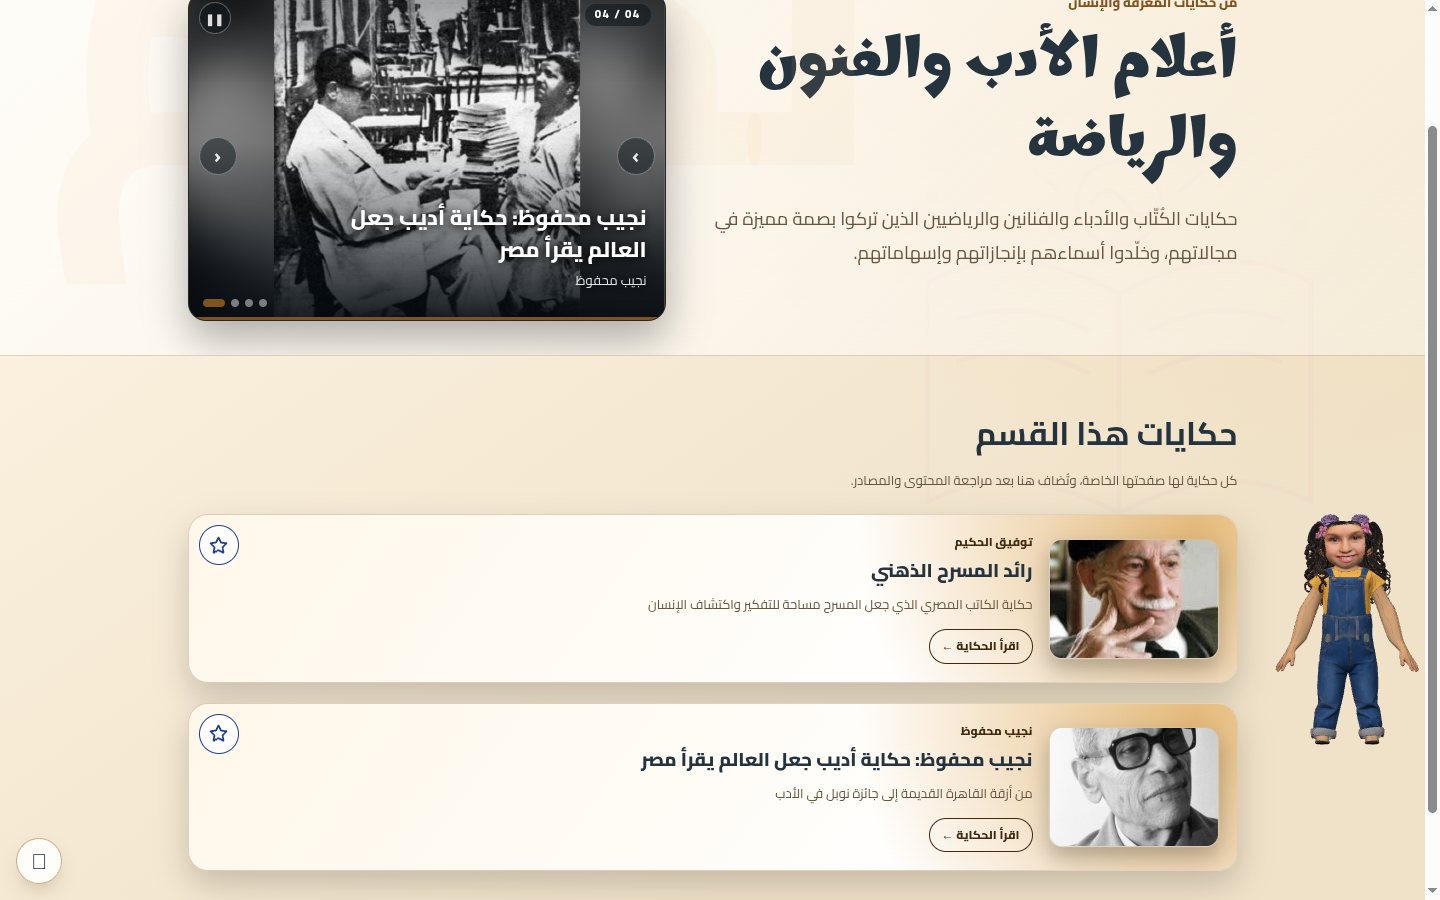 من حكايات المعرفة والإنسان
أعلام الأدب والفنون
والرياضة
حكايات الكُتّاب والأدباء والفنانين والرياضيين الذين تركوا بصمة مميزة في
مجالاتهم، وخلّدوا أسماءهم بإنجازاتهم وإسهاماتهم.
04 / 04
نجيب محفوظ: حكاية أديب جعل
العالم يقرأ مصر
نجيب محفوظ
حكايات هذا القسم
كل حكاية لها صفحتها الخاصة، وتُضاف هنا بعد مراجعة المحتوى والمصادر.
توفيق الحكيم
رائد المسرح الذهني
حكاية الكاتب المصري الذي جعل المسرح مساحة للتفكير واكتشاف الإنسان
اقرأ الحكاية ←
نجيب محفوظ
نجيب محفوظ: حكاية أديب جعل العالم يقرأ مصر
من أزقة القاهرة القديمة إلى جائزة نوبل في الأدب
اقرأ الحكاية ←